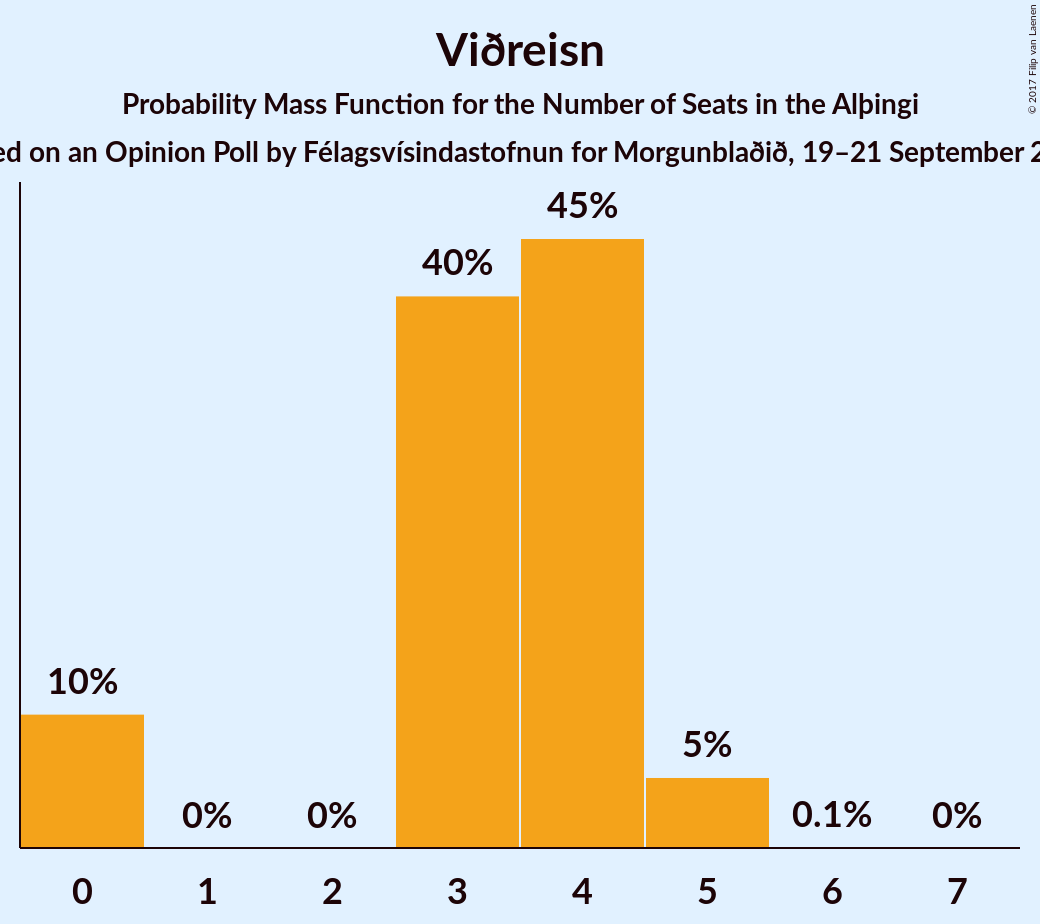 Viðreisn
Probability Mass Function for the Number of Seats in the Alþingi
on an Opinion Poll by Félagsvísindastofnun for Morgunblaðið, 19–21 September
© 2017 Filip van Laenen
45%
40%
10%
5%
0% 0% 0.1% 0%
0 1 2 3 4 5 6 7